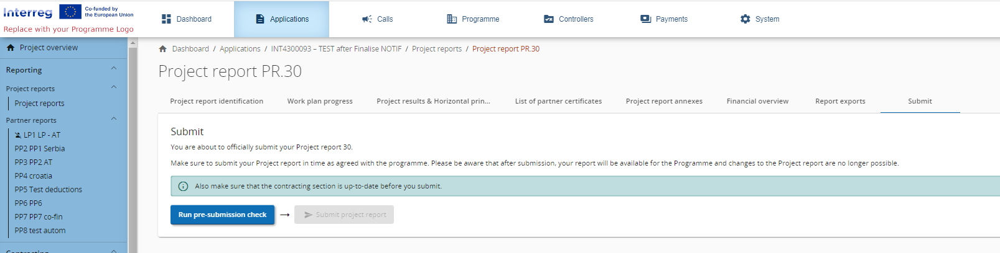 Interreg
Co-funded by
the European Union
Replace with your Programme Logo
Dashboard
Applications
Calls
Programme
Controllers
Payments
System
Project overview
Reporting
Project reports
Project reports
Partner reports
LP1 LP - AT
PP2 PP1 Serbia
PP3 PP2 AT
PP4 croatia
PP5 Test deductions
PP6 PP6
PP7 PP7 co-fin
PP8 test autom
Contracting
Dashboard / Applications / INT4300093 – TEST after Finalise NOTIF / Project reports / Project report PR.30
Project report PR.30
Project report identification
Work plan progress
Project results & Horizontal prin...
List of partner certificates
Project report annexes
Financial overview
Report exports
Submit
Submit
You are about to officially submit your Project report 30.
Make sure to submit your Project report in time as agreed with the programme. Please be aware that after submission, your report will be available for the Programme and changes to the Project report are no longer possible.
Also make sure that the contracting section is up-to-date before you submit.
Run pre-submission check → Submit project report